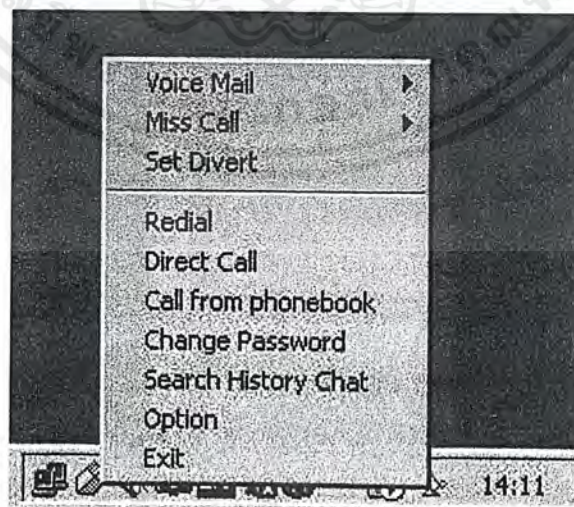 Voice Mail
Miss Call
Set Divert
Redial
Direct Call
Call from phonebook
Change Password
Search History Chat
Option
Exit
14:11